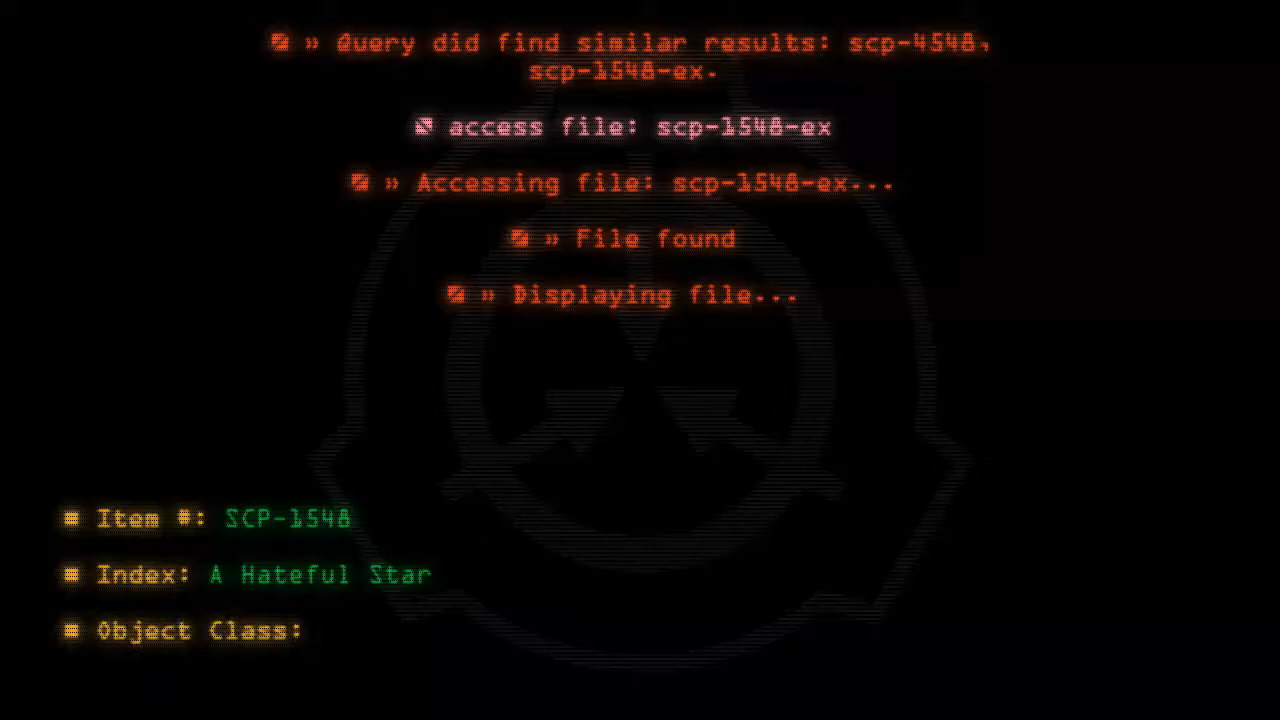 » Query did find similar results: scp-4548,
scp-1548-ex.
access file: scp-1548-ex
» Accessing file: scp-1548-ex...
» File found
» Displaying file...
Item #: SCP-1548
Index: A Hateful Star
Object Class: